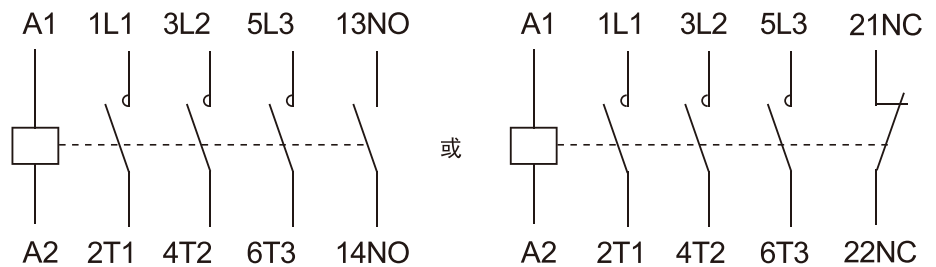 A1 1L1 3L2 5L3 13NO A1 1L1 3L2 5L3 21NC
或
A2 2T1 4T2 6T3 14NO A2 2T1 4T2 6T3 22NC